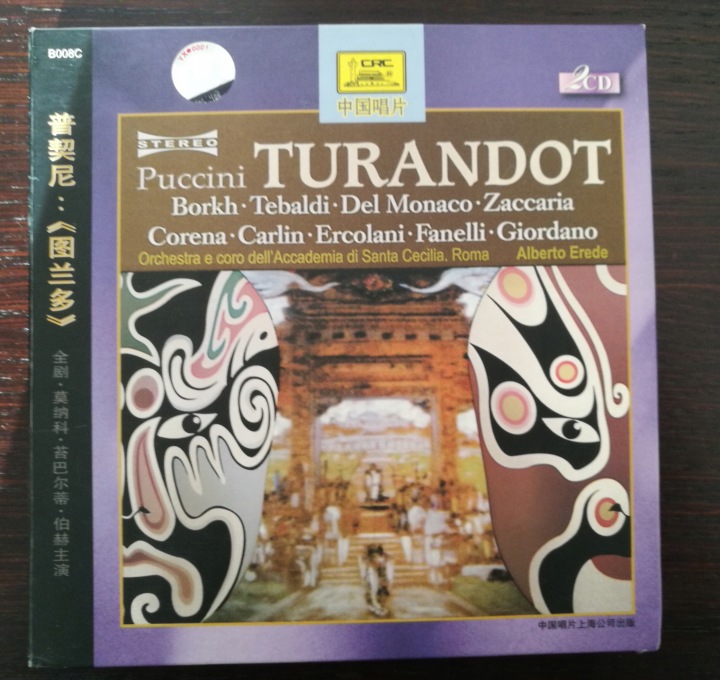 B008C
普契尼：《图兰多》
全剧·莫纳科·苔巴尔蒂·伯赫主演
CRC
中国唱片
2CD
STEREO
Puccini TURANDOT
Borkh·Tebaldi·Del Monaco·Zaccaria
Corena·Carlin·Ercolani·Fanelli·Giordano
Orchestra e coro dell'Accademia di Santa Cecilia. Roma Alberto Erede
中国唱片上海公司出版